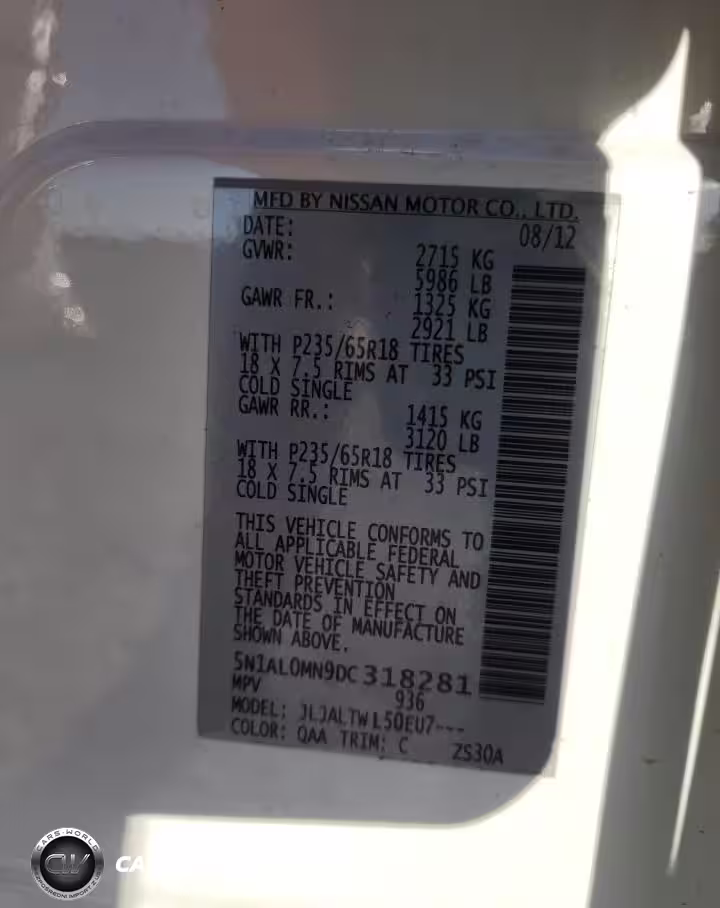 MFD BY NISSAN MOTOR CO., LTD.
DATE: 08/12
GVWR: 2715 KG
5986 LB
GAWR FR.: 1325 KG
2921 LB
WITH P235/65R18 TIRES
18 X 7.5 RIMS AT 33 PSI
COLD SINGLE
GAWR RR.: 1415 KG
3120 LB
WITH P235/65R18 TIRES
18 X 7.5 RIMS AT 33 PSI
COLD SINGLE
THIS VEHICLE CONFORMS TO
ALL APPLICABLE FEDERAL
MOTOR VEHICLE SAFETY AND
THEFT PREVENTION
STANDARDS IN EFFECT ON
THE DATE OF MANUFACTURE
SHOWN ABOVE.
5N1AL0MN9DC318281
MPV 936
MODEL: JLJALTWL50EU7---
COLOR: QAA TRIM: C ZS30A
CARS-WORLD
CW
CA